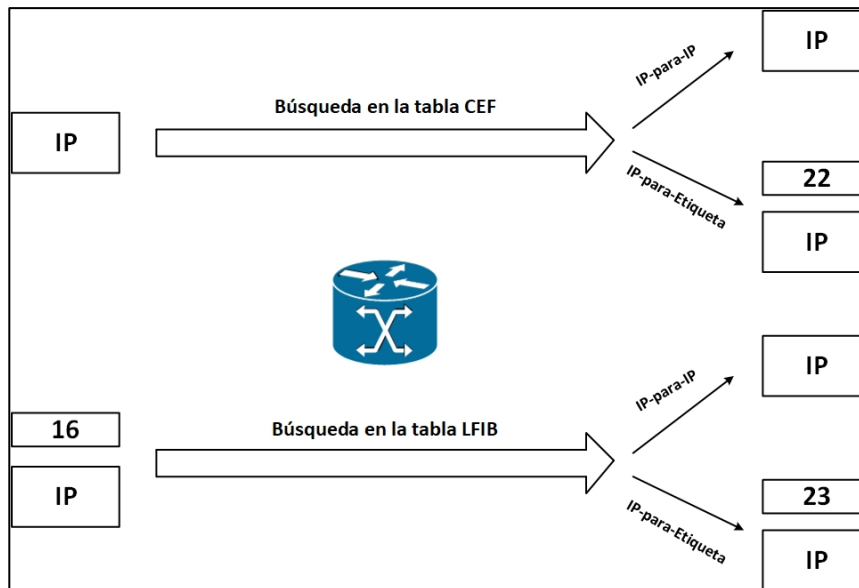 IP
IP-para-IP
Búsqueda en la tabla CEF
IP
22
IP-para-Etiqueta
IP
IP
IP-para-IP
16
Búsqueda en la tabla LFIB
IP
23
IP-para-Etiqueta
IP